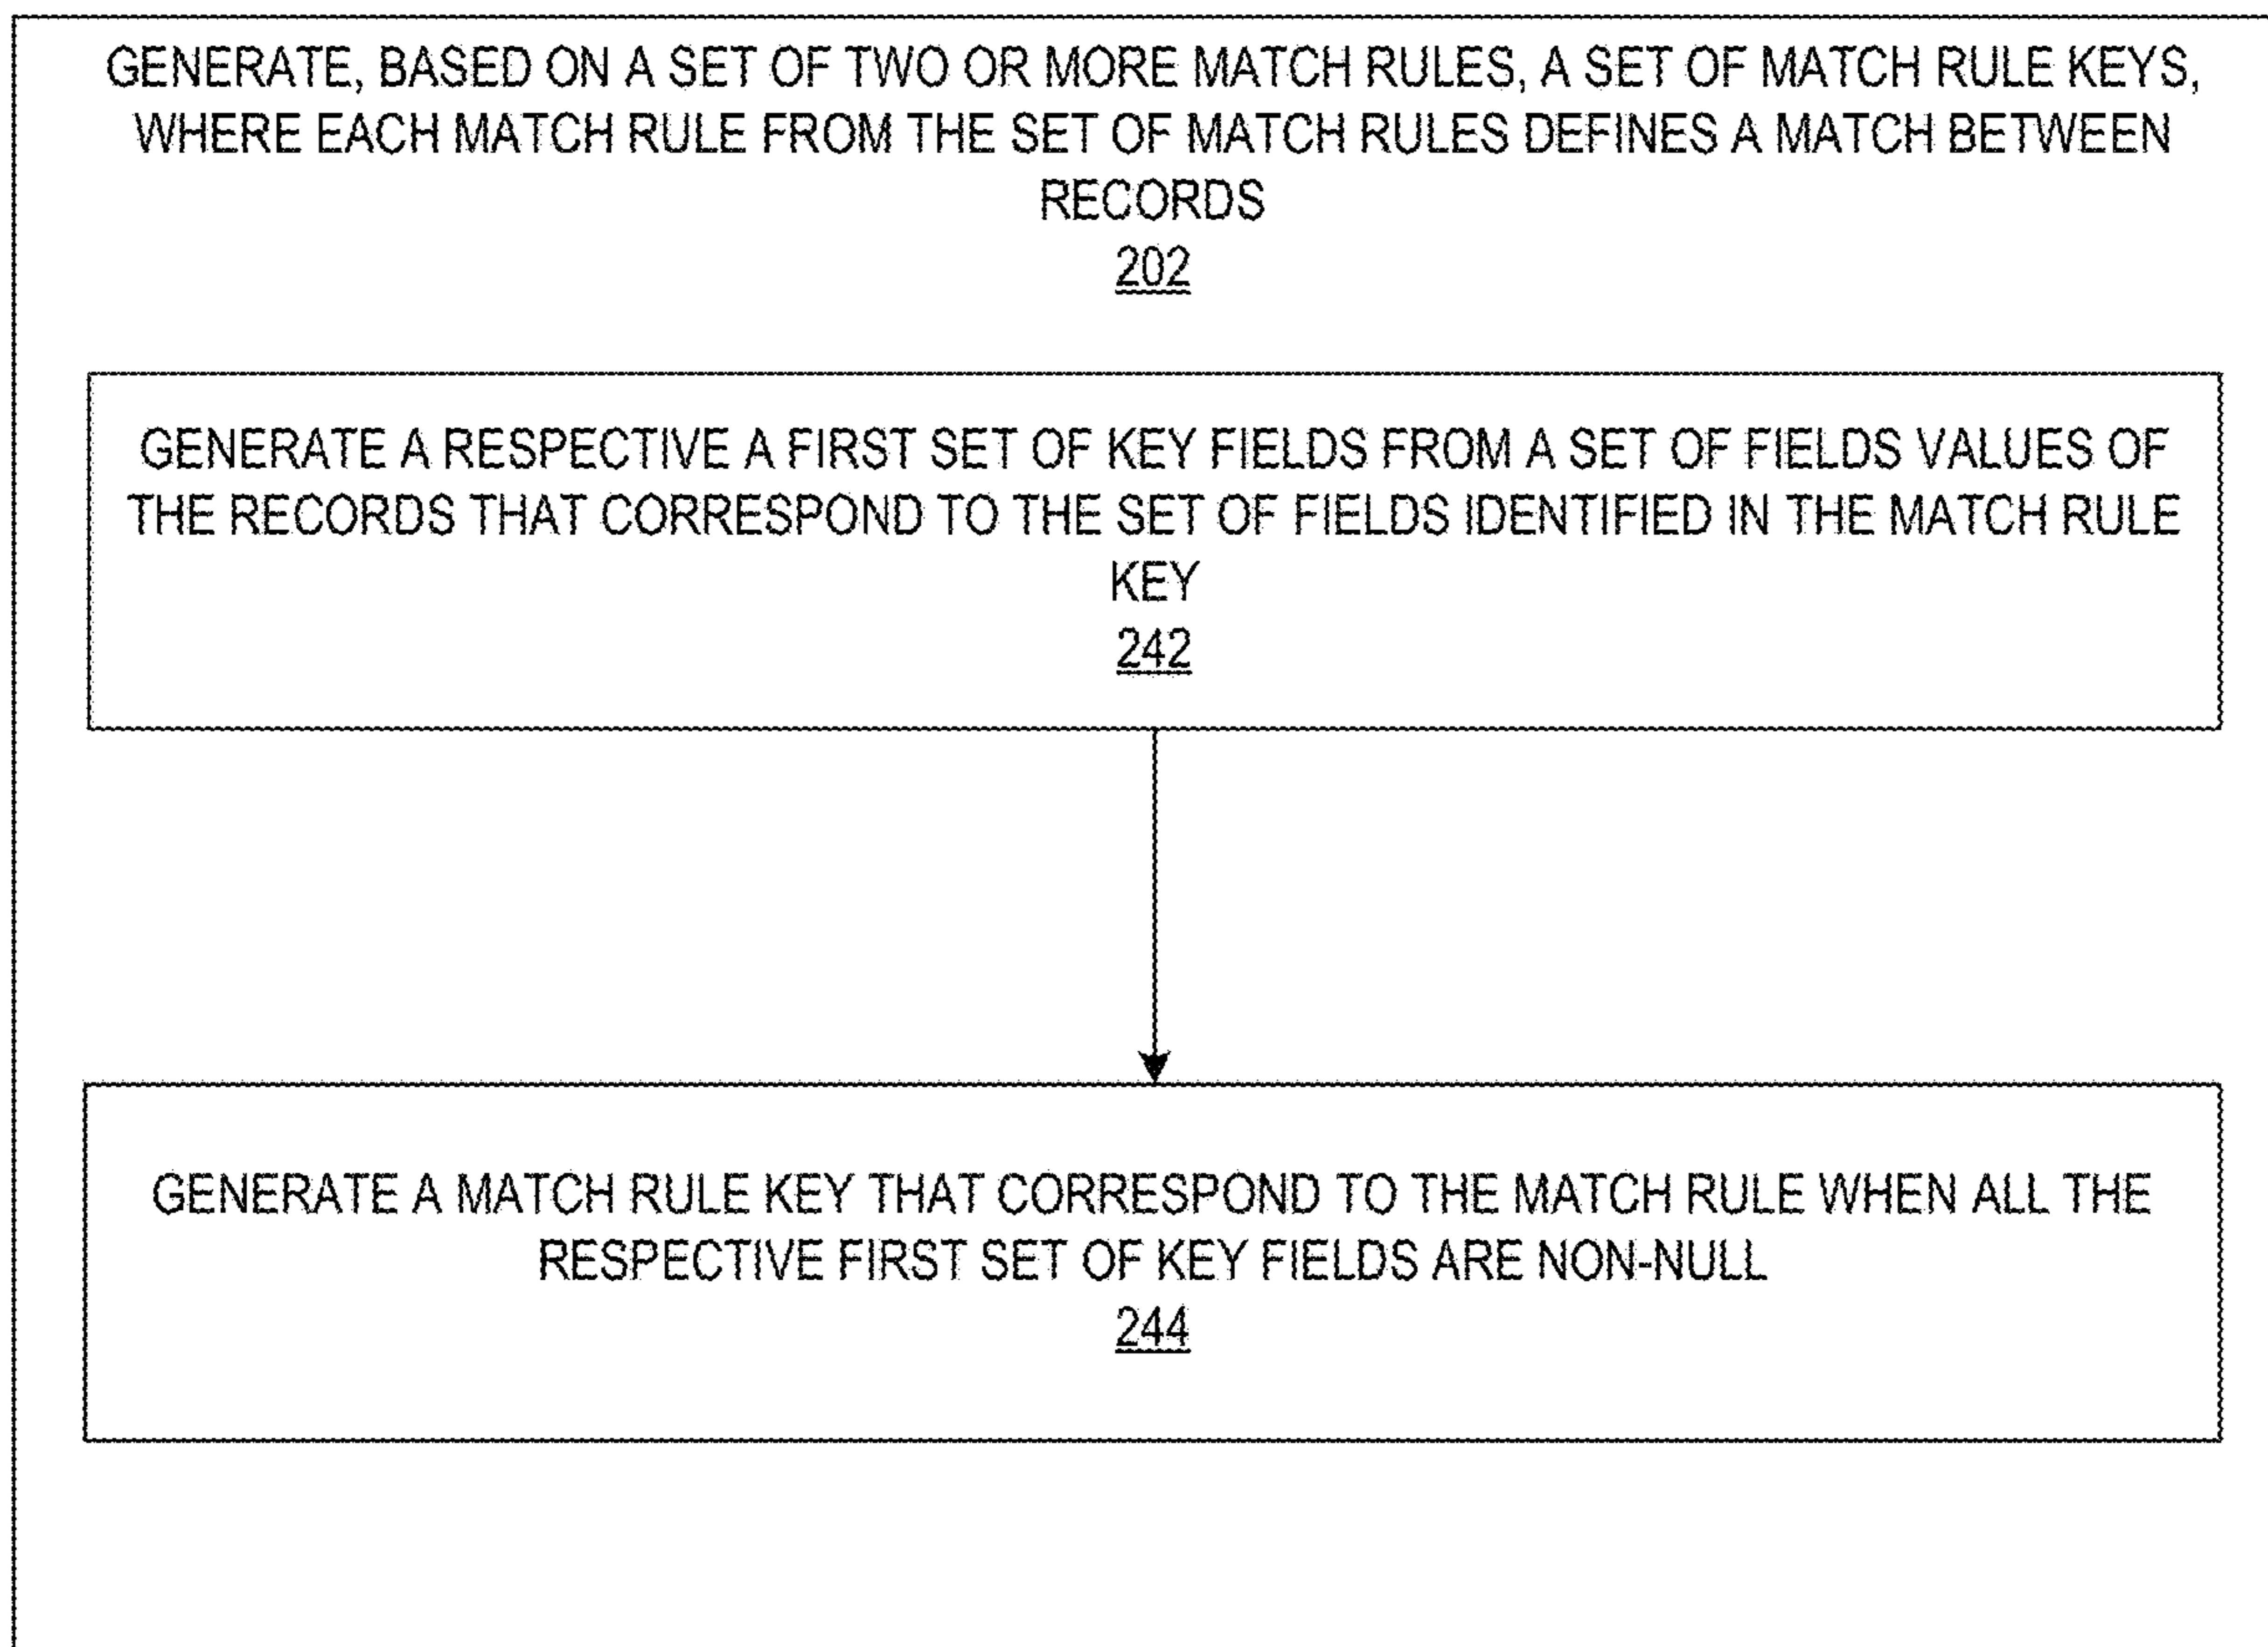 GENERATE, BASED ON A SET OF TWO OR MORE MATCH RULES, A SET OF MATCH RULE KEYS,
WHERE EACH MATCH RULE FROM THE SET OF MATCH RULES DEFINES A MATCH BETWEEN
RECORDS
202
GENERATE A RESPECTIVE A FIRST SET OF KEY FIELDS FROM A SET OF FIELDS VALUES OF
THE RECORDS THAT CORRESPOND TO THE SET OF FIELDS IDENTIFIED IN THE MATCH RULE
KEY
242
GENERATE A MATCH RULE KEY THAT CORRESPOND TO THE MATCH RULE WHEN ALL THE
RESPECTIVE FIRST SET OF KEY FIELDS ARE NON-NULL
244